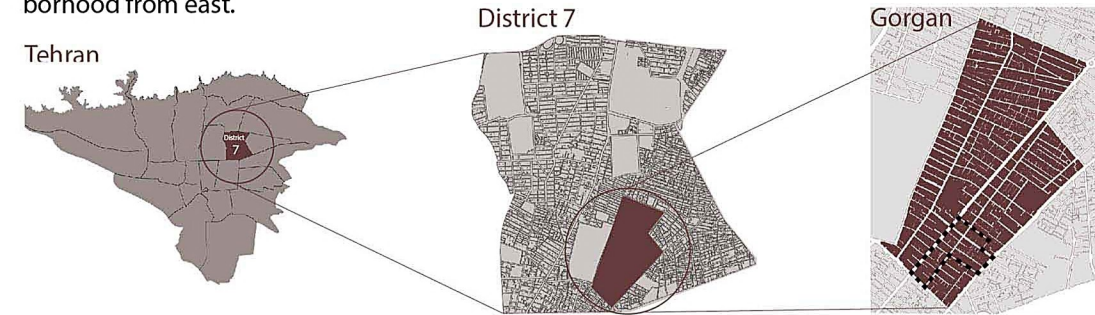 borhood from east.
District 7
Gorgan
Tehran
District
7